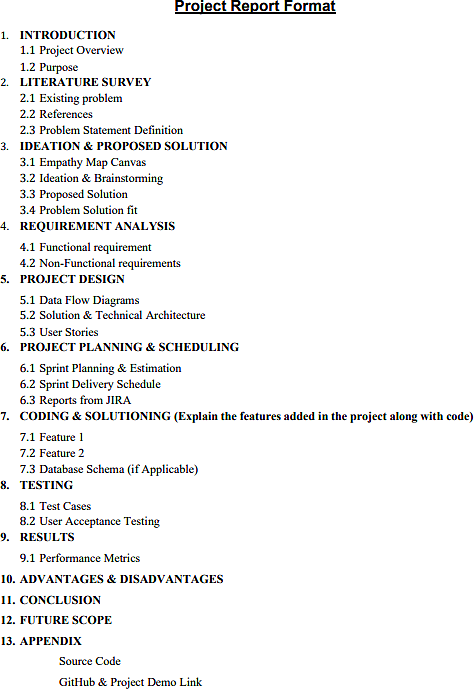 Project Report Format
1. INTRODUCTION
1.1 Project Overview
1.2 Purpose
2. LITERATURE SURVEY
2.1 Existing problem
2.2 References
2.3 Problem Statement Definition
3. IDEATION & PROPOSED SOLUTION
3.1 Empathy Map Canvas
3.2 Ideation & Brainstorming
3.3 Proposed Solution
3.4 Problem Solution fit
4. REQUIREMENT ANALYSIS
4.1 Functional requirement
4.2 Non-Functional requirements
5. PROJECT DESIGN
5.1 Data Flow Diagrams
5.2 Solution & Technical Architecture
5.3 User Stories
6. PROJECT PLANNING & SCHEDULING
6.1 Sprint Planning & Estimation
6.2 Sprint Delivery Schedule
6.3 Reports from JIRA
7. CODING & SOLUTIONING (Explain the features added in the project along with code)
7.1 Feature 1
7.2 Feature 2
7.3 Database Schema (if Applicable)
8. TESTING
8.1 Test Cases
8.2 User Acceptance Testing
9. RESULTS
9.1 Performance Metrics
10. ADVANTAGES & DISADVANTAGES
11. CONCLUSION
12. FUTURE SCOPE
13. APPENDIX
Source Code
GitHub & Project Demo Link